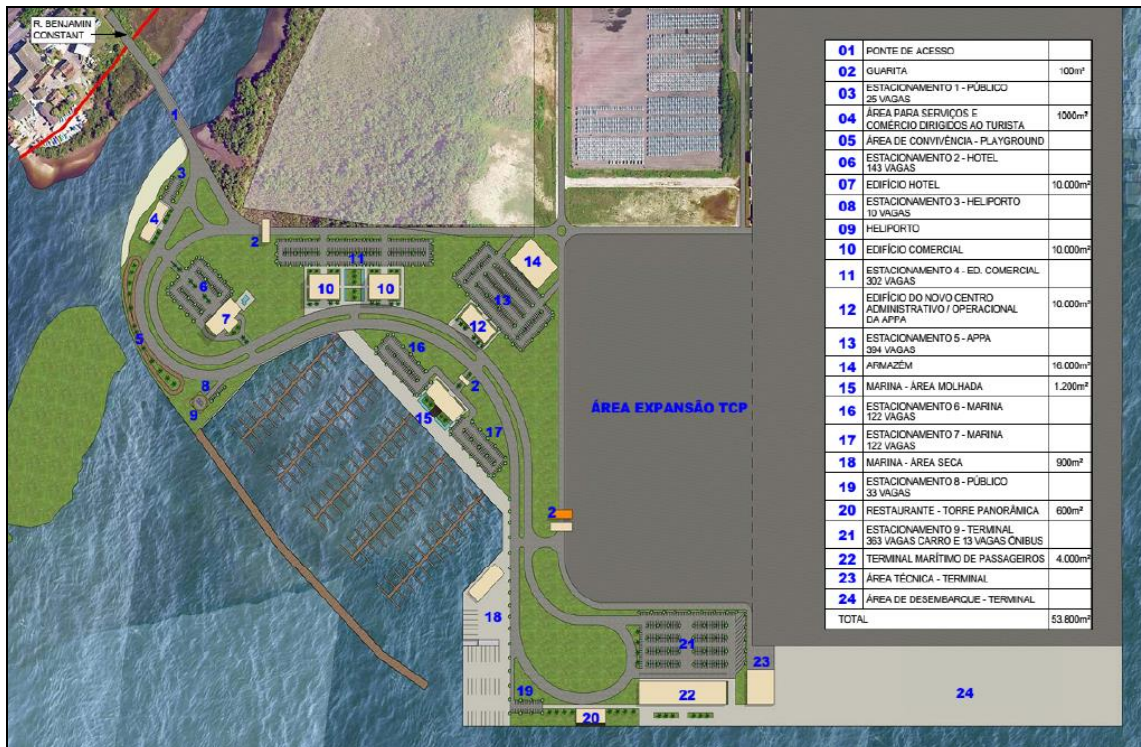 R. BENJAMIN
CONSTANT
1
3
4
2
11
14
6
10
10
13
7
12
5
16
8
2
9
15
17
ÁREA EXPANSÃO TCP
2
18
21
23
19
22
20
24
01 PONTE DE ACESSO
02 GUARITA 100m²
03 ESTACIONAMENTO 1 - PÚBLICO
25 VAGAS
04 ÁREA PARA SERVIÇOS E
COMÉRCIO DIRIGIDOS AO TURISTA 1000m²
05 ÁREA DE CONVIVÊNCIA - PLAYGROUND
06 ESTACIONAMENTO 2 - HOTEL
143 VAGAS
07 EDIFÍCIO HOTEL 10.000m²
08 ESTACIONAMENTO 3 - HELIPORTO
10 VAGAS
09 HELIPORTO
10 EDIFÍCIO COMERCIAL 10.000m²
11 ESTACIONAMENTO 4 - ED. COMERCIAL
302 VAGAS
12 EDIFÍCIO DO NOVO CENTRO
ADMINISTRATIVO / OPERACIONAL
DA APPA 10.000m²
13 ESTACIONAMENTO 5 - APPA
394 VAGAS
14 ARMAZÉM 16.000m²
15 MARINA - ÁREA MOLHADA 1.200m²
16 ESTACIONAMENTO 6 - MARINA
122 VAGAS
17 ESTACIONAMENTO 7 - MARINA
122 VAGAS
18 MARINA - ÁREA SECA 900m²
19 ESTACIONAMENTO 8 - PÚBLICO
33 VAGAS
20 RESTAURANTE - TORRE PANORÂMICA 600m²
21 ESTACIONAMENTO 9 - TERMINAL
363 VAGAS CARRO E 13 VAGAS ÔNIBUS
22 TERMINAL MARÍTIMO DE PASSAGEIROS 4.000m²
23 ÁREA TÉCNICA - TERMINAL
24 ÁREA DE DESEMBARQUE - TERMINAL
TOTAL 53.800m²